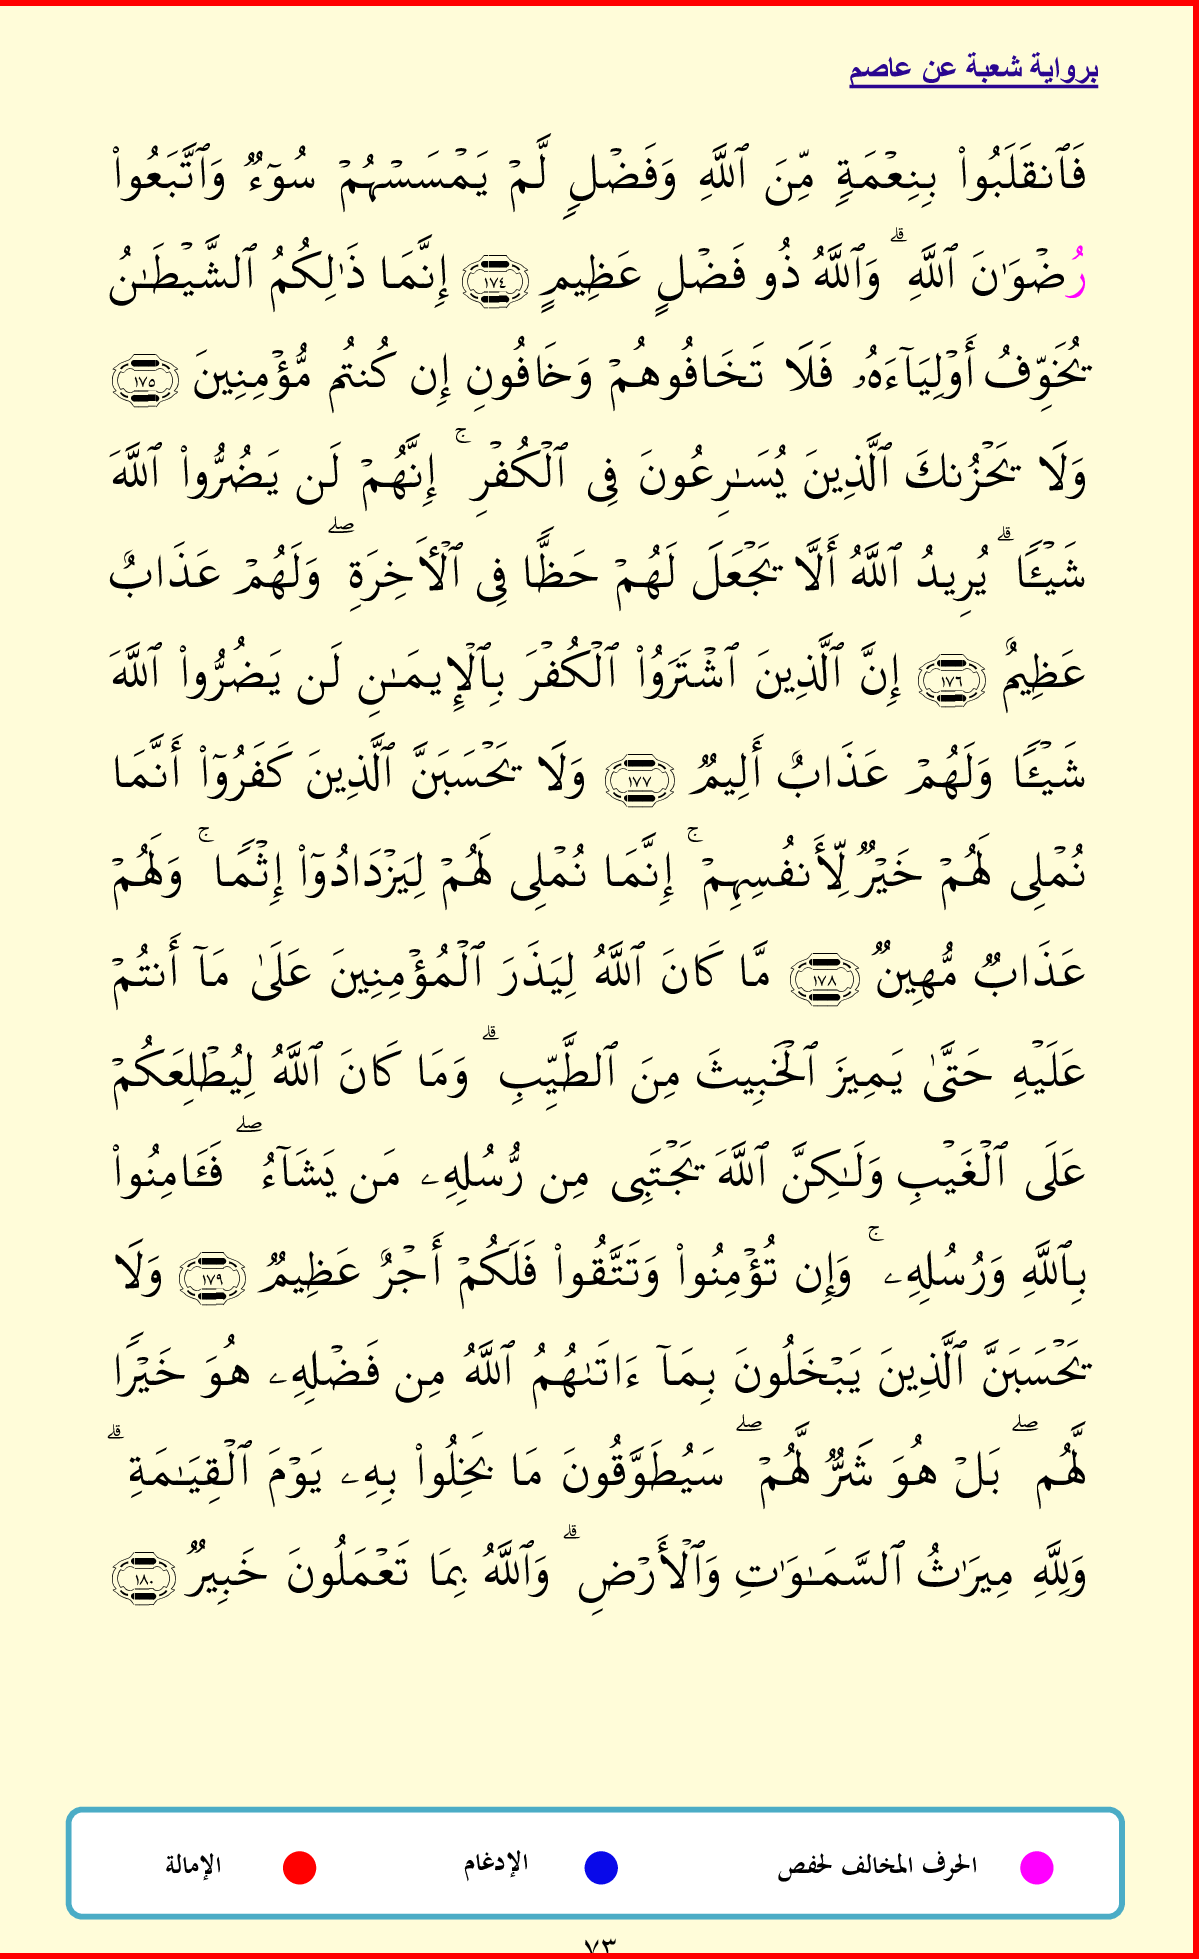 برواية شعبة عن عاصم
فَٱنقَلَبُوا۟ بِنِعْمَةٍ مِّنَ ٱللَّهِ وَفَضْلٍ لَّمْ يَمْسَسْهُمْ سُوٓءٌ وَٱتَّبَعُوا۟
رُضْوَٰنَ ٱللَّهِ ۗ وَٱللَّهُ ذُو فَضْلٍ عَظِيمٍ ١٧٤ إِنَّمَا ذَٰلِكُمُ ٱلشَّيْطَـٰنُ
يُخَوِّفُ أَوْلِيَآءَهُۥ فَلَا تَخَافُوهُمْ وَخَافُونِ إِن كُنتُم مُّؤْمِنِينَ ١٧٥
وَلَا يَحْزُنكَ ٱلَّذِينَ يُسَـٰرِعُونَ فِى ٱلْكُفْرِ ۚ إِنَّهُمْ لَن يَضُرُّوا۟ ٱللَّهَ
شَيْـًٔا ۗ يُرِيدُ ٱللَّهُ أَلَّا يَجْعَلَ لَهُمْ حَظًّا فِى ٱلْـَٔاخِرَةِ ۖ وَلَهُمْ عَذَابٌ
عَظِيمٌ ١٧٦ إِنَّ ٱلَّذِينَ ٱشْتَرَوُا۟ ٱلْكُفْرَ بِٱلْإِيمَـٰنِ لَن يَضُرُّوا۟ ٱللَّهَ
شَيْـًٔا وَلَهُمْ عَذَابٌ أَلِيمٌ ١٧٧ وَلَا يَحْسَبَنَّ ٱلَّذِينَ كَفَرُوٓا۟ أَنَّمَا
نُمْلِى لَهُمْ خَيْرٌ لِّأَنفُسِهِمْ ۚ إِنَّمَا نُمْلِى لَهُمْ لِيَزْدَادُوٓا۟ إِثْمًا ۚ وَلَهُمْ
عَذَابٌ مُّهِينٌ ١٧٨ مَّا كَانَ ٱللَّهُ لِيَذَرَ ٱلْمُؤْمِنِينَ عَلَىٰ مَآ أَنتُمْ
عَلَيْهِ حَتَّىٰ يَمِيزَ ٱلْخَبِيثَ مِنَ ٱلطَّيِّبِ ۗ وَمَا كَانَ ٱللَّهُ لِيُطْلِعَكُمْ
عَلَى ٱلْغَيْبِ وَلَـٰكِنَّ ٱللَّهَ يَجْتَبِى مِن رُّسُلِهِۦ مَن يَشَآءُ ۖ فَـَٔامِنُوا۟
بِٱللَّهِ وَرُسُلِهِۦ ۚ وَإِن تُؤْمِنُوا۟ وَتَتَّقُوا۟ فَلَكُمْ أَجْرٌ عَظِيمٌ ١٧٩ وَلَا
يَحْسَبَنَّ ٱلَّذِينَ يَبْخَلُونَ بِمَآ ءَاتَىٰهُمُ ٱللَّهُ مِن فَضْلِهِۦ هُوَ خَيْرًا
لَّهُم ۖ بَلْ هُوَ شَرٌّ لَّهُمْ ۖ سَيُطَوَّقُونَ مَا بَخِلُوا۟ بِهِۦ يَوْمَ ٱلْقِيَـٰمَةِ ۗ
وَلِلَّهِ مِيرَٰثُ ٱلسَّمَـٰوَٰتِ وَٱلْأَرْضِ ۗ وَٱللَّهُ بِمَا تَعْمَلُونَ خَبِيرٌ ١٨٠
الحرف المخالف لحفص الإدغام الإمالة
٧٣